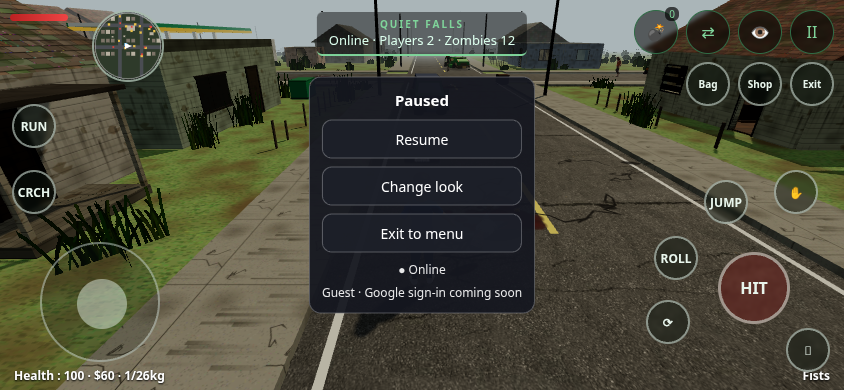 QUIET FALLS
Online · Players 2 · Zombies 12
0
II
Bag
Shop
Exit
RUN
CRCH
Paused
Resume
Change look
Exit to menu
● Online
Guest · Google sign-in coming soon
JUMP
ROLL
HIT
Health : 100 · $60 · 1/26kg
Fists